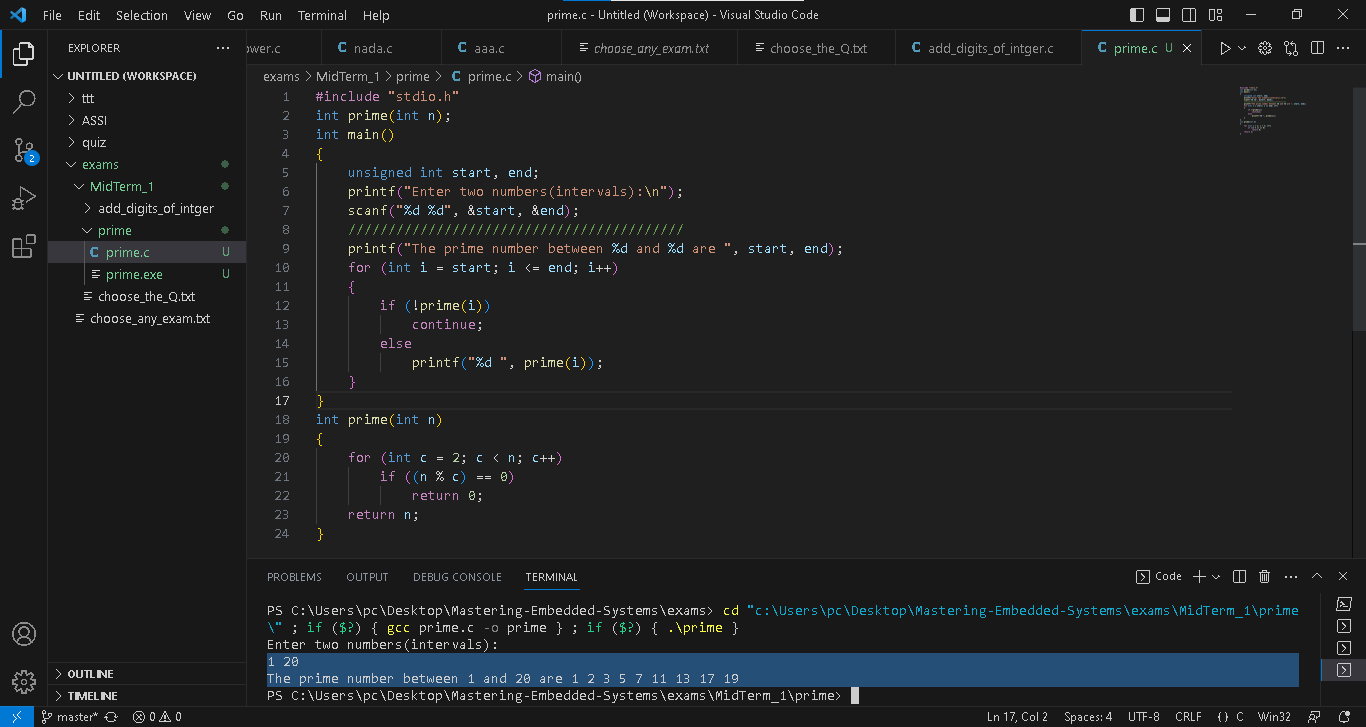 File Edit Selection View Go Run Terminal Help prime.c - Untitled (Workspace) - Visual Studio Code
EXPLORER
ower.c nada.c aaa.c choose_any_exam.txt choose_the_Q.txt add_digits_of_intger.c prime.c U
UNTITLED (WORKSPACE)
ttt
ASSI
quiz
exams
MidTerm_1
add_digits_of_intger
prime
prime.c U
prime.exe U
choose_the_Q.txt
choose_any_exam.txt
OUTLINE
TIMELINE
2
exams > MidTerm_1 > prime > C prime.c > main()
1 #include "stdio.h"
2 int prime(int n);
3 int main()
4 {
5 unsigned int start, end;
6 printf("Enter two numbers(intervals):\n");
7 scanf("%d %d", &start, &end);
8 //////////////////////////////////////////
9 printf("The prime number between %d and %d are ", start, end);
10 for (int i = start; i <= end; i++)
11 {
12 if (!prime(i))
13 continue;
14 else
15 printf("%d ", prime(i));
16 }
17 }
18 int prime(int n)
19 {
20 for (int c = 2; c < n; c++)
21 if ((n % c) == 0)
22 return 0;
23 return n;
24 }
PROBLEMS OUTPUT DEBUG CONSOLE TERMINAL Code
PS C:\Users\pc\Desktop\Mastering-Embedded-Systems\exams> cd "c:\Users\pc\Desktop\Mastering-Embedded-Systems\exams\MidTerm_1\prime
\" ; if ($?) { gcc prime.c -o prime } ; if ($?) { .\prime }
Enter two numbers(intervals):
1 20
The prime number between 1 and 20 are 1 2 3 5 7 11 13 17 19
PS C:\Users\pc\Desktop\Mastering-Embedded-Systems\exams\MidTerm_1\prime>
master* 0 0 Ln 17, Col 2 Spaces: 4 UTF-8 CRLF {} C Win32